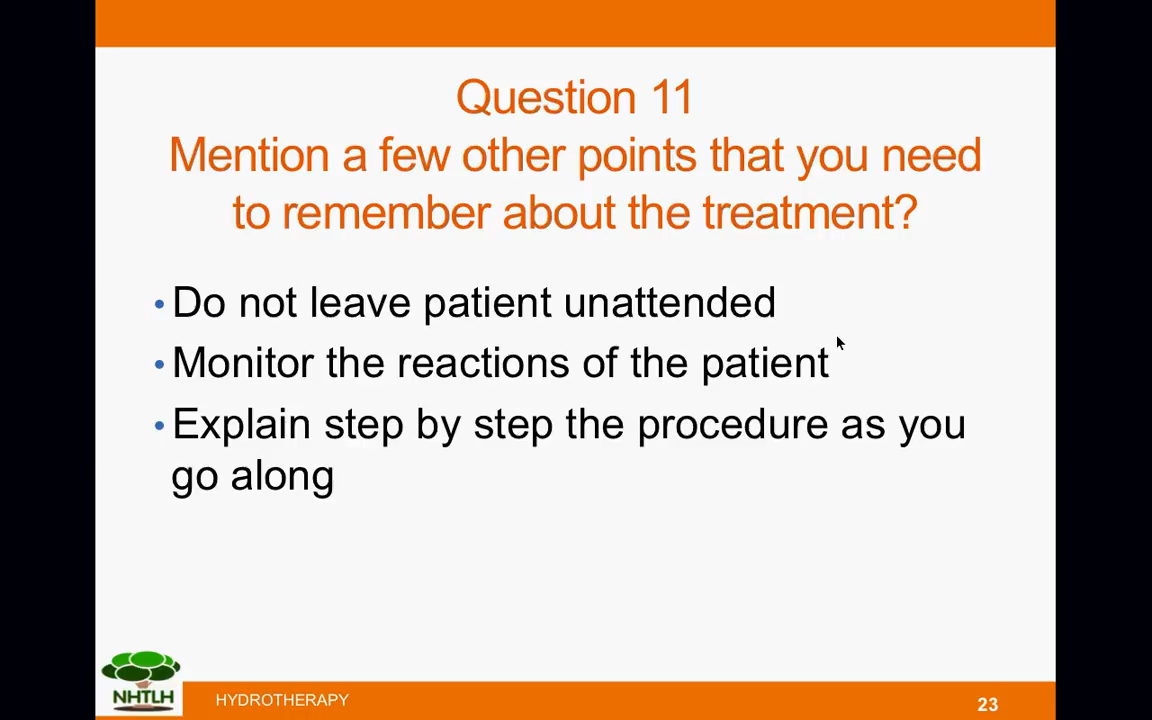 Question 11
Mention a few other points that you need
to remember about the treatment?
• Do not leave patient unattended
• Monitor the reactions of the patient
• Explain step by step the procedure as you
go along
NHTLH
HYDROTHERAPY
23